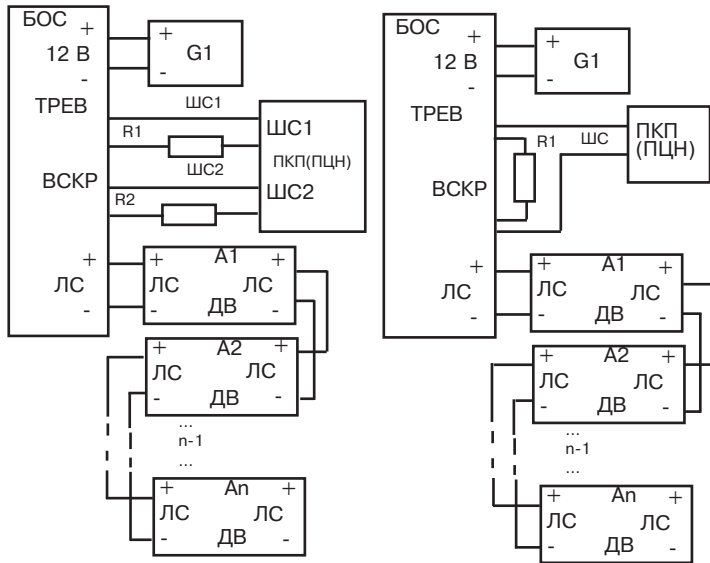 БОС
+
12 В
-
+
-
G1
ТРЕВ
ШС1
R1
ШС2
ШС1
ПКП(ПЦН)
ШС2
ВСКР
R2
+
ЛС
-
+ A1 +
ЛС ЛС
- ДВ -
+ A2 +
ЛС ЛС
- ДВ -
...
n-1
...
+ An +
ЛС ЛС
- ДВ -
БОС
+
12 В
-
+
-
G1
ТРЕВ
R1
ШС
ПКП
(ПЦН)
ВСКР
+
ЛС
-
+ A1 +
ЛС ЛС
- ДВ -
+ A2 +
ЛС ЛС
- ДВ -
...
n-1
...
+ An +
ЛС ЛС
- ДВ -